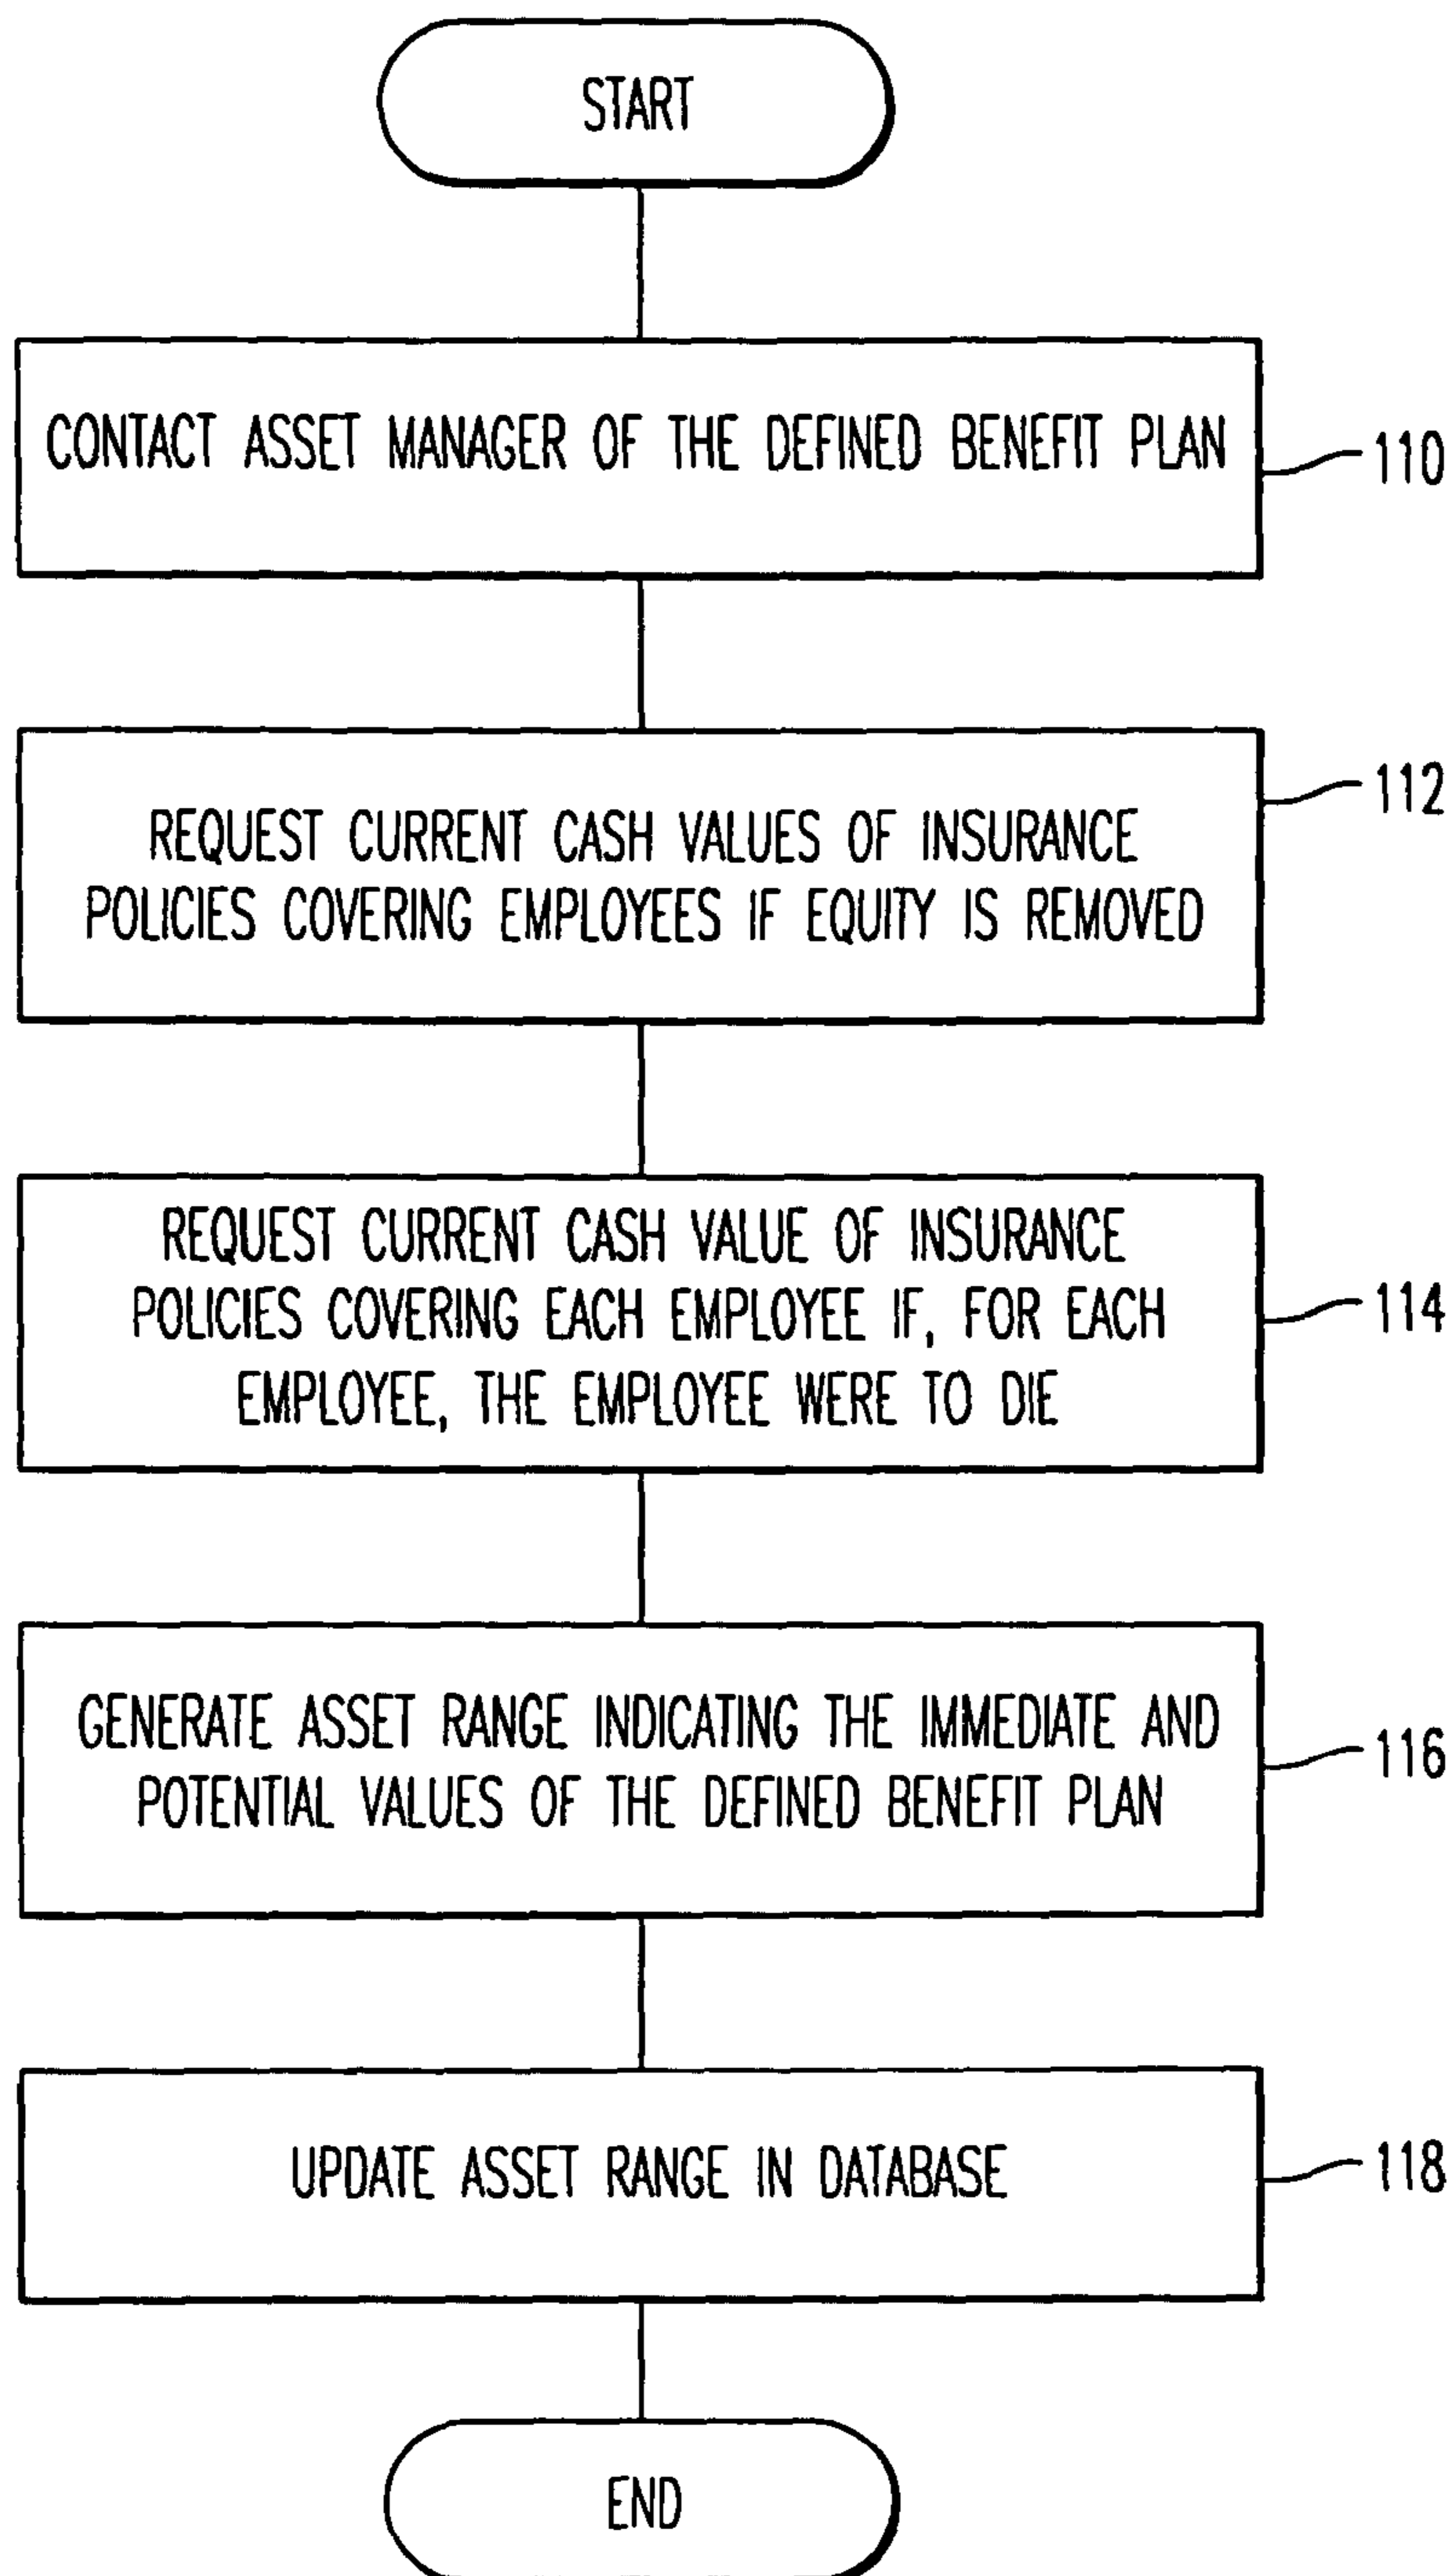 START
CONTACT ASSET MANAGER OF THE DEFINED BENEFIT PLAN
110
REQUEST CURRENT CASH VALUES OF INSURANCE
POLICIES COVERING EMPLOYEES IF EQUITY IS REMOVED
112
REQUEST CURRENT CASH VALUE OF INSURANCE
POLICIES COVERING EACH EMPLOYEE IF, FOR EACH
EMPLOYEE, THE EMPLOYEE WERE TO DIE
114
GENERATE ASSET RANGE INDICATING THE IMMEDIATE AND
POTENTIAL VALUES OF THE DEFINED BENEFIT PLAN
116
UPDATE ASSET RANGE IN DATABASE
118
END